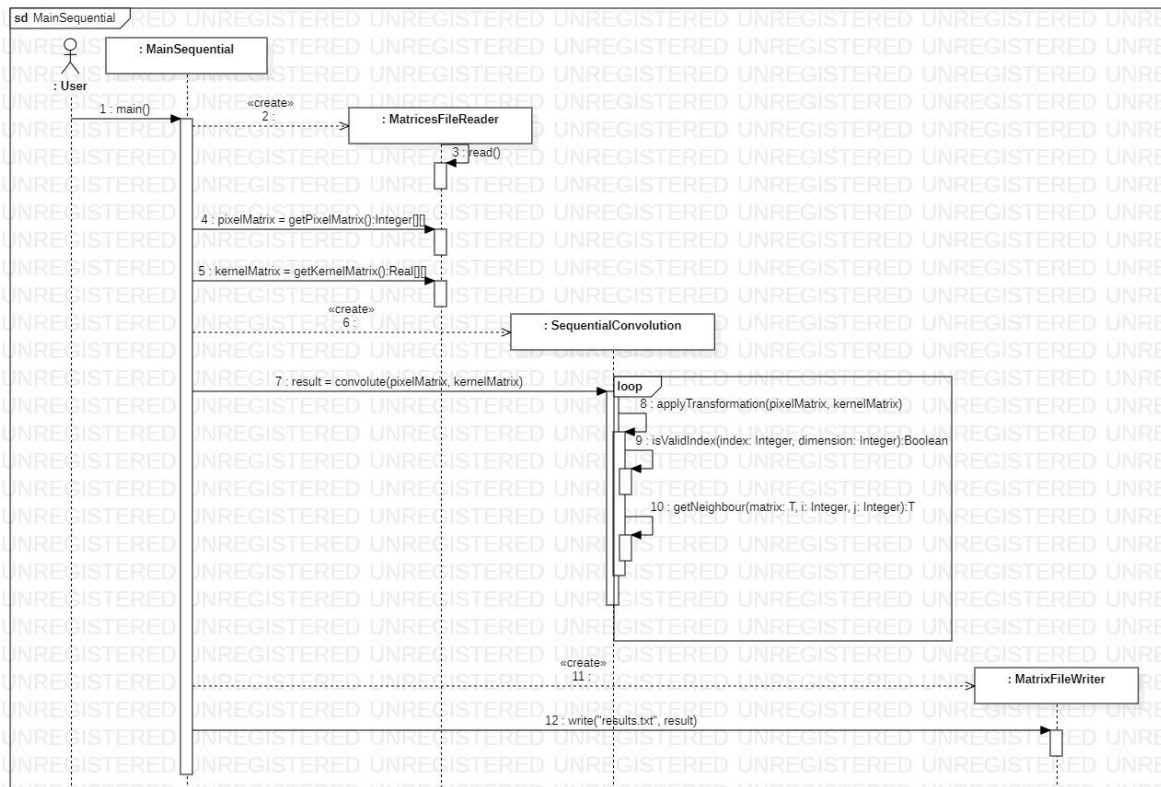 sd MainSequential
: User
: MainSequential
1 : main()
«create»
2 :
: MatricesFileReader
3 : read()
4 : pixelMatrix = getPixelMatrix():Integer[][]
5 : kernelMatrix = getKernelMatrix():Real[][]
«create»
6 :
: SequentialConvolution
7 : result = convolute(pixelMatrix, kernelMatrix)
loop
8 : applyTransformation(pixelMatrix, kernelMatrix)
9 : isValidIndex(index: Integer, dimension: Integer):Boolean
10 : getNeighbour(matrix: T, i: Integer, j: Integer):T
«create»
11 :
: MatrixFileWriter
12 : write("results.txt", result)
UNREGISTERED